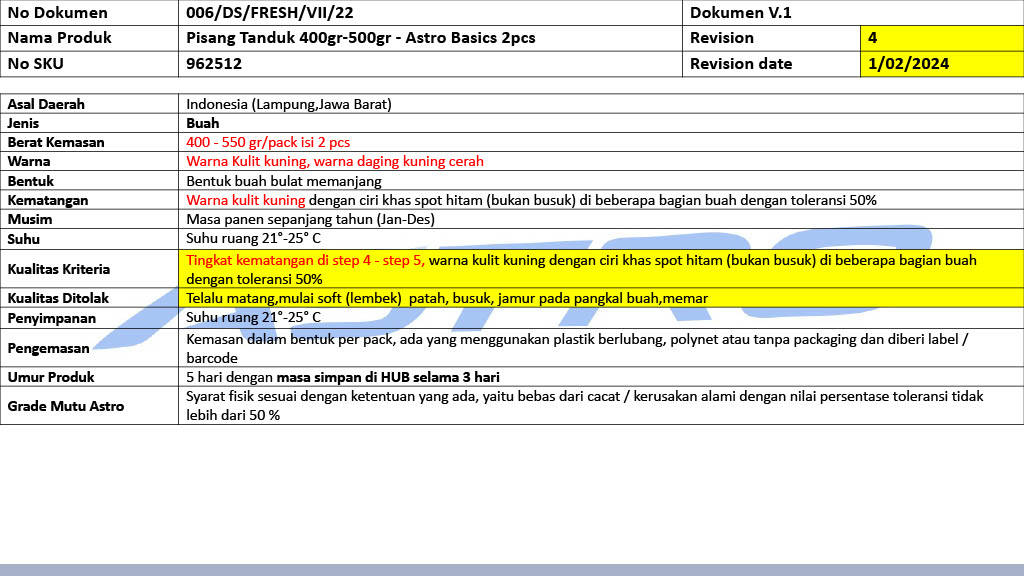 No Dokumen 006/DS/FRESH/VII/22 Dokumen V.1
Nama Produk Pisang Tanduk 400gr-500gr - Astro Basics 2pcs Revision 4
No SKU 962512 Revision date 1/02/2024
Asal Daerah Indonesia (Lampung,Jawa Barat)
Jenis Buah
Berat Kemasan 400 - 550 gr/pack isi 2 pcs
Warna Warna Kulit kuning, warna daging kuning cerah
Bentuk Bentuk buah bulat memanjang
Kematangan Warna kulit kuning dengan ciri khas spot hitam (bukan busuk) di beberapa bagian buah dengan toleransi 50%
Musim Masa panen sepanjang tahun (Jan-Des)
Suhu Suhu ruang 21°-25° C
Kualitas Kriteria Tingkat kematangan di step 4 - step 5, warna kulit kuning dengan ciri khas spot hitam (bukan busuk) di beberapa bagian buah
dengan toleransi 50%
Kualitas Ditolak Telalu matang,mulai soft (lembek) patah, busuk, jamur pada pangkal buah,memar
Penyimpanan Suhu ruang 21°-25° C
Pengemasan Kemasan dalam bentuk per pack, ada yang menggunakan plastik berlubang, polynet atau tanpa packaging dan diberi label /
barcode
Umur Produk 5 hari dengan masa simpan di HUB selama 3 hari
Grade Mutu Astro Syarat fisik sesuai dengan ketentuan yang ada, yaitu bebas dari cacat / kerusakan alami dengan nilai persentase toleransi tidak
lebih dari 50 %
ASTRO